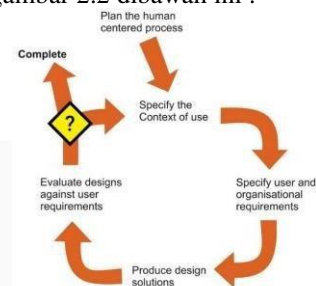 gambar 2.2 dibawah ini :
Plan the human
centered process
Complete
?
Specify the
Context of use
Evaluate designs
against user
requirements
Specify user and
organisational
requirements
Produce design
solutions